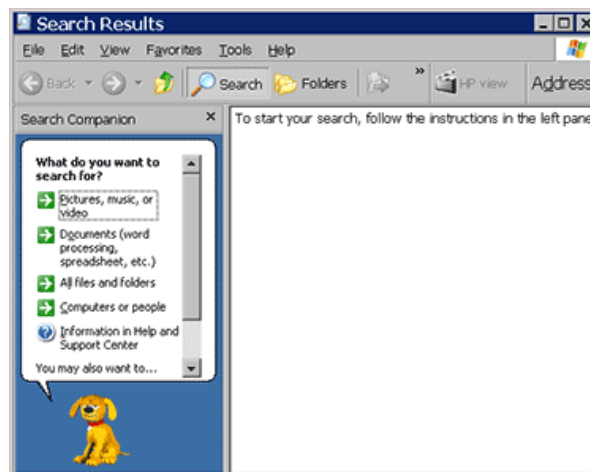 Search Results
File Edit View Favorites Tools Help
Back Search Folders » HP view Address
Search Companion ×
To start your search, follow the instructions in the left pane
What do you want to
search for?
Pictures, music, or
video
Documents (word
processing,
spreadsheet, etc.)
All files and folders
Computers or people
Information in Help and
Support Center
You may also want to...